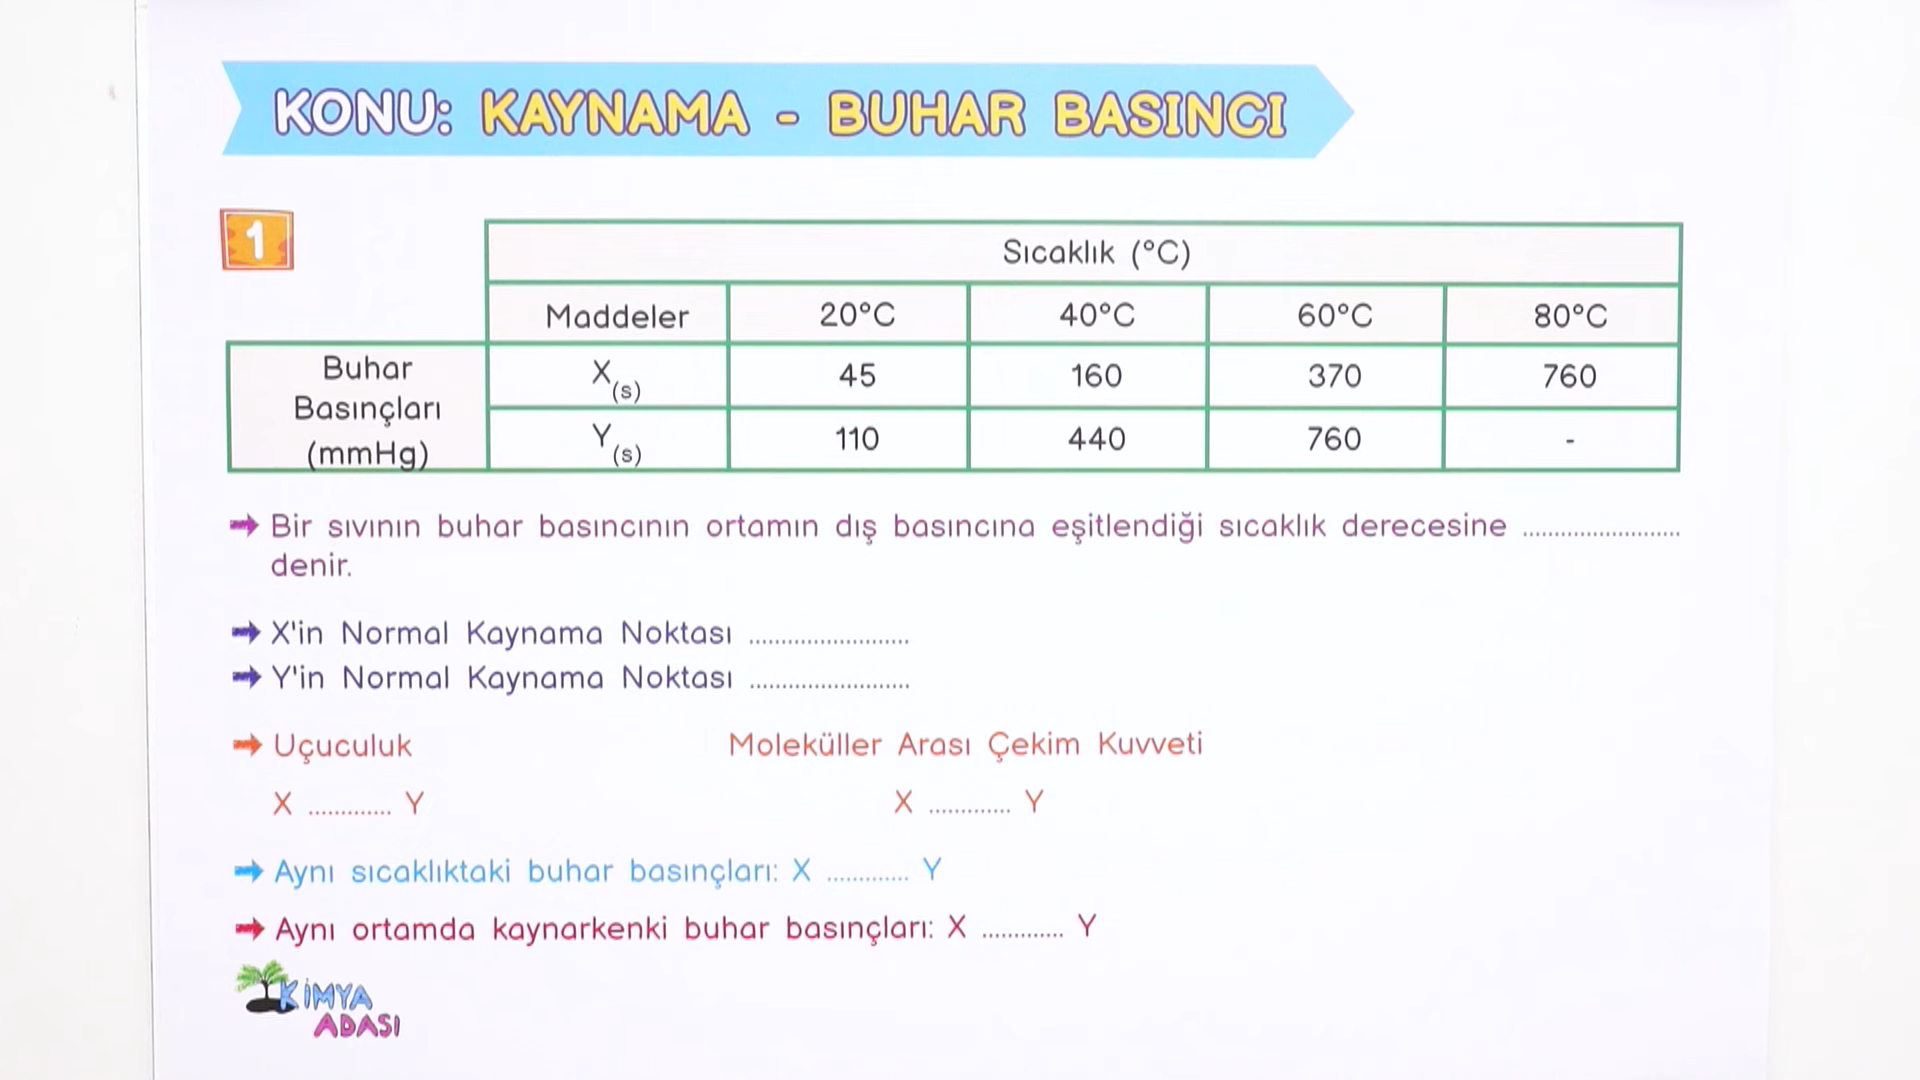 KONU: KAYNAMA - BUHAR BASINCI
1
Sıcaklık (°C)
Maddeler 20°C 40°C 60°C 80°C
Buhar Basınçları (mmHg)
X(s) 45 160 370 760
Y(s) 110 440 760 -
Bir sıvının buhar basıncının ortamın dış basıncına eşitlendiği sıcaklık derecesine .........................
denir.
X'in Normal Kaynama Noktası .........................
Y'in Normal Kaynama Noktası .........................
Uçuculuk Moleküller Arası Çekim Kuvveti
X ............. Y X ............. Y
Aynı sıcaklıktaki buhar basınçları: X ............. Y
Aynı ortamda kaynarkenki buhar basınçları: X ............. Y
KİMYA
ADASI